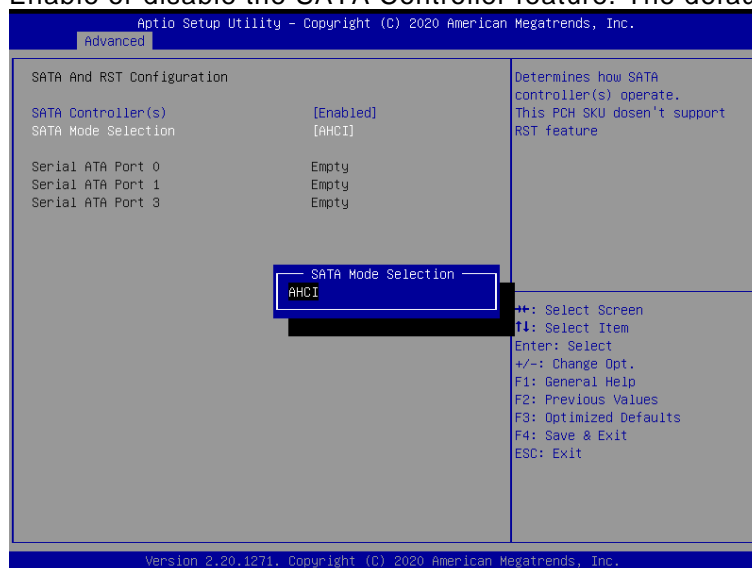 Enable or disable the SATA Controller feature. The defau
Aptio Setup Utility – Copyright (C) 2020 American Megatrends, Inc.
Advanced
SATA And RST Configuration
SATA Controller(s) [Enabled]
SATA Mode Selection [AHCI]
Serial ATA Port 0 Empty
Serial ATA Port 1 Empty
Serial ATA Port 3 Empty
Determines how SATA
controller(s) operate.
This PCH SKU dosen't support
RST feature
SATA Mode Selection
AHCI
→←: Select Screen
↑↓: Select Item
Enter: Select
+/-: Change Opt.
F1: General Help
F2: Previous Values
F3: Optimized Defaults
F4: Save & Exit
ESC: Exit
Version 2.20.1271. Copyright (C) 2020 American Megatrends, Inc.